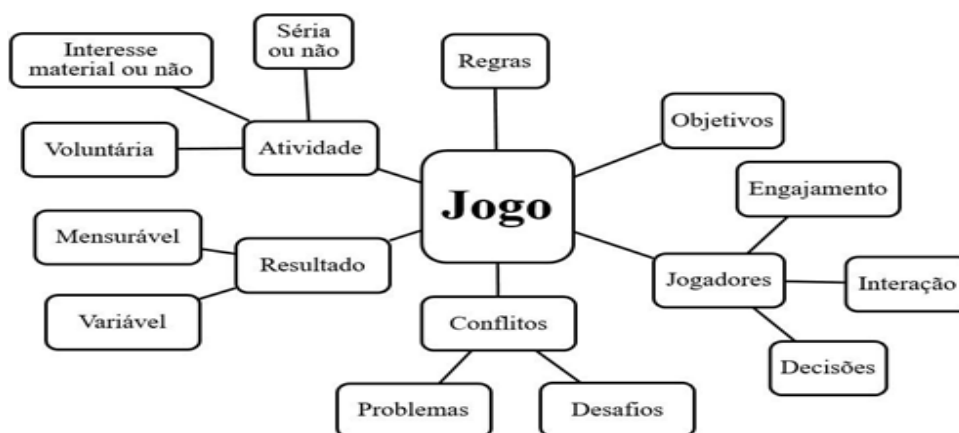 Séria
ou não
Interesse
material ou não
Regras
Objetivos
Voluntária
Atividade
Jogo
Engajamento
Mensurável
Resultado
Jogadores
Interação
Variável
Conflitos
Decisões
Problemas
Desafios